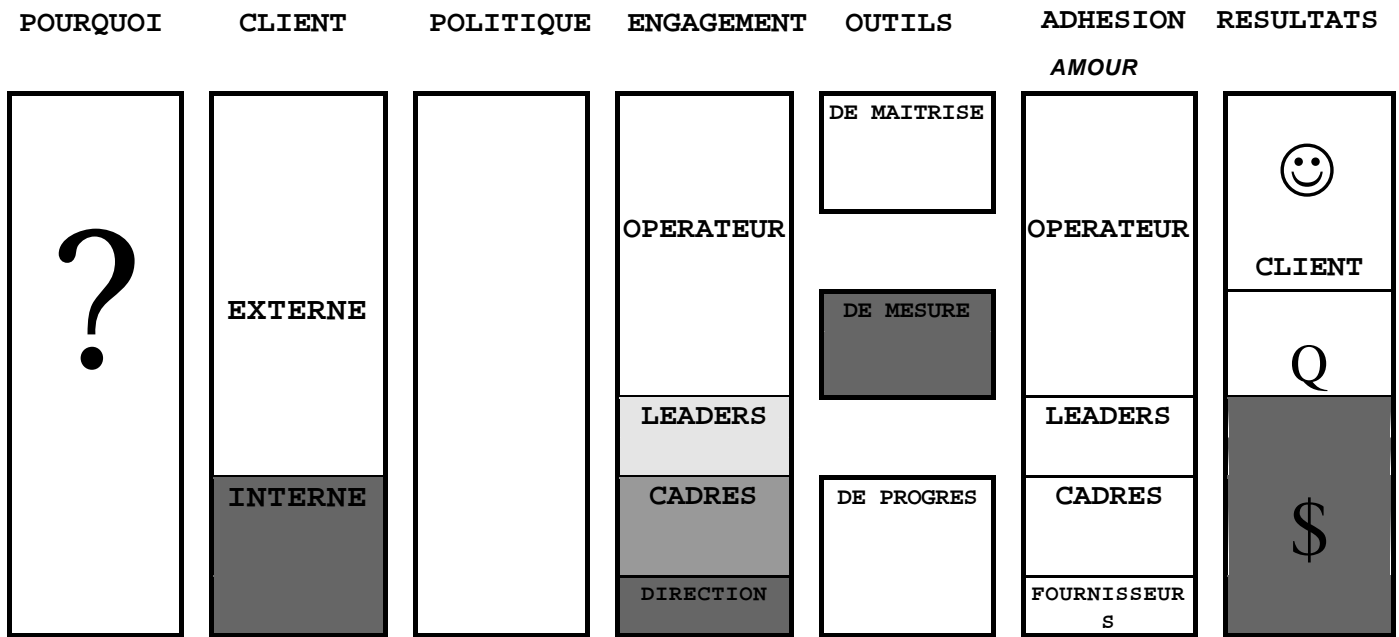 POURQUOI CLIENT POLITIQUE ENGAGEMENT OUTILS ADHESION RESULTATS
AMOUR
?
EXTERNE
INTERNE
OPERATEUR
LEADERS
CADRES
DIRECTION
DE MAITRISE
DE MESURE
DE PROGRES
OPERATEUR
LEADERS
CADRES
FOURNISSEUR
S
CLIENT
Q
$